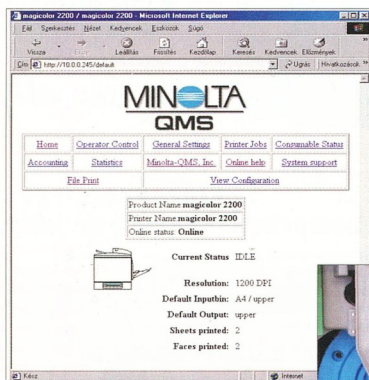 magicolor 2200 / magicolor 2200 - Microsoft Internet Explorer
Fájl Szerkesztés Nézet Kedvencek Eszközök Súgó
Vissza Leállítás Frissítés Kezdőlap Keresés Kedvencek Előzmények
Cím http://10.0.0.245/default Ugrás Hivatkozások
MINOLTA
QMS
Home Operator Control General Settings Printer Jobs Consumable Status
Accounting Statistics Minolta-QMS, Inc. Online help System support
File Print View Configuration
Product Name magicolor 2200
Printer Name magicolor 2200
Online status: Online
Current Status IDLE
Resolution: 1200 DPI
Default Inputbin: A4 / upper
Default Output: upper
Sheets printed: 2
Faces printed: 2
Kész Internet